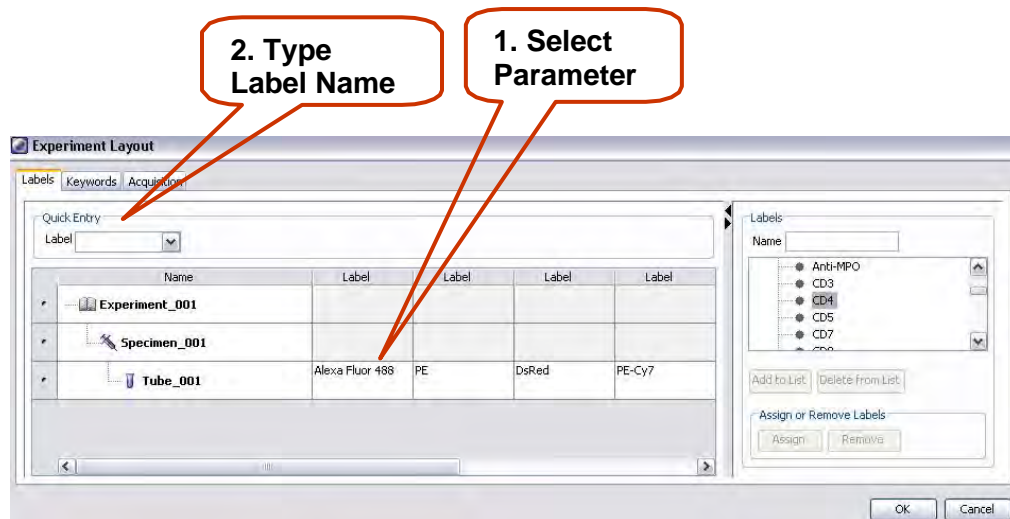 2. Type
Label Name
1. Select
Parameter
Experiment Layout
Labels Keywords Acquisition
Quick Entry
Label
Name Label Label Label Label
Experiment_001
Specimen_001
Tube_001 Alexa Fluor 488 PE DsRed PE-Cy7
Labels
Name
Anti-MPO
CD3
CD4
CD5
CD7
Add to List Delete from List
Assign or Remove Labels
Assign Remove
OK Cancel